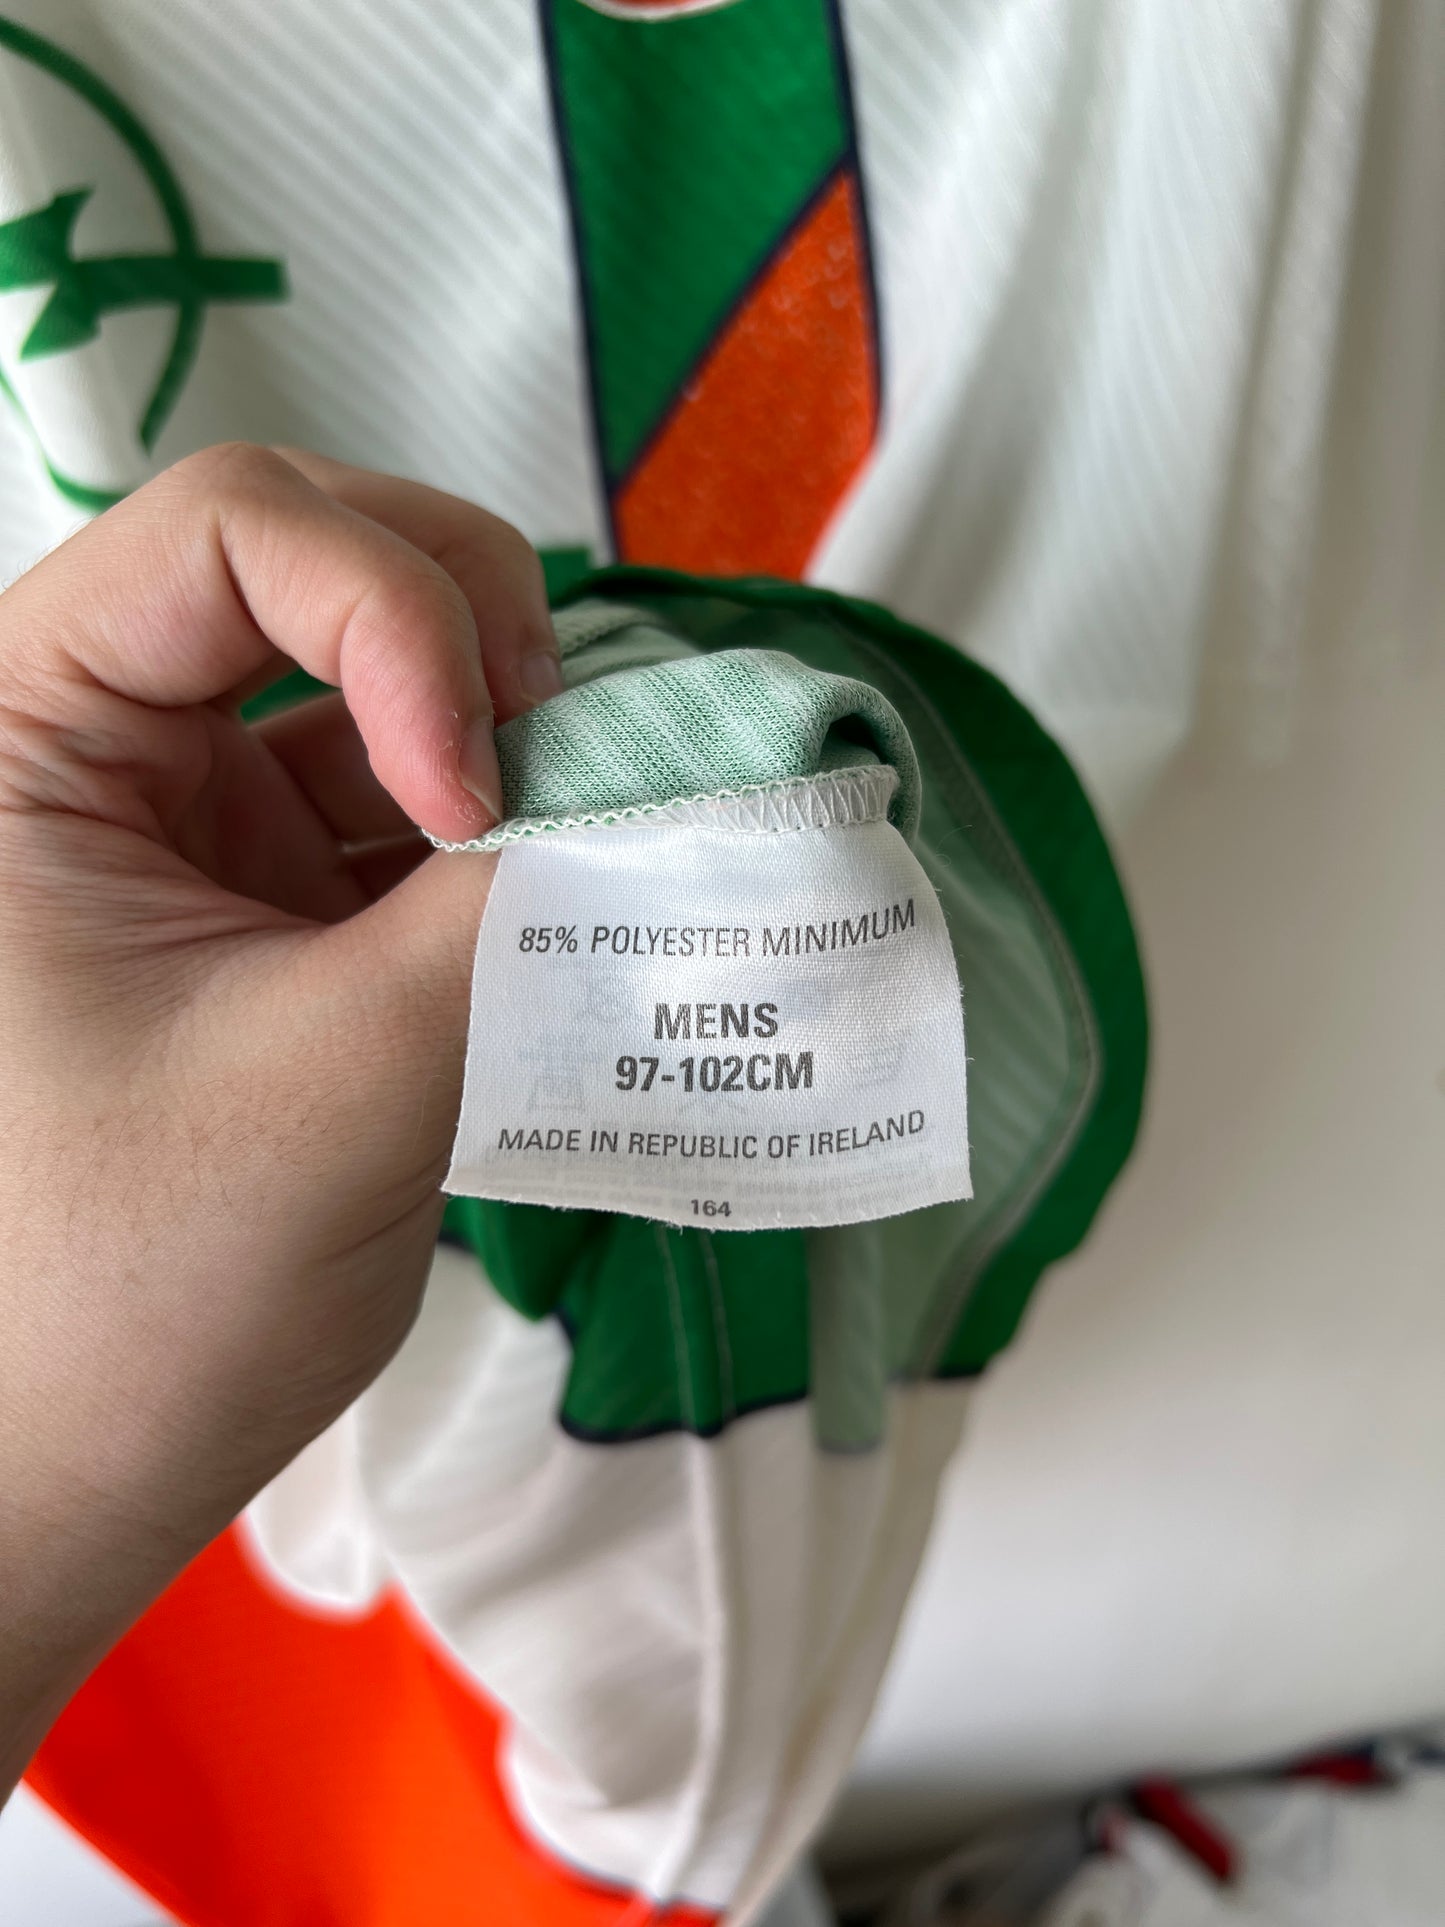 85% POLYESTER MINIMUM
MENS
97-102CM
MADE IN REPUBLIC OF IRELAND
164